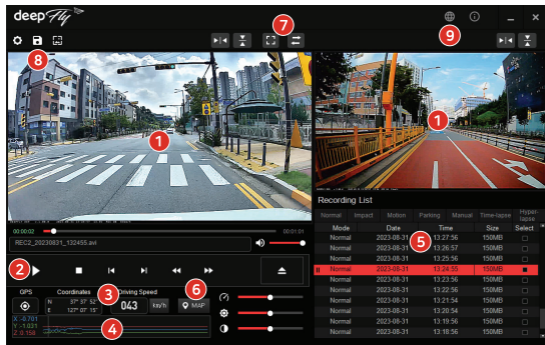 deep Fly
7
9
8
1
1
Recording List
Normal Impact Motion Parking Manual Time-lapse Hyper-lapse
Mode Date Time Size Select
00:00:02
00:01:01
REC2_20230831_132455.avi
Normal 2023-08-31 13:27:56 150MB
Normal 2023-08-31 13:26:57 150MB
5
Normal 2023-08-31 13:25:56 150MB
Normal 2023-08-31 13:24:55 150MB
Normal 2023-08-31 13:23:56 150MB
Normal 2023-08-31 13:22:56 150MB
Normal 2023-08-31 13:21:54 150MB
Normal 2023-08-31 13:20:54 150MB
Normal 2023-08-31 13:19:56 150MB
Normal 2023-08-31 13:18:56 150MB
2
6
GPS Coordinates Driving Speed
3
N 37° 37' 52"
E 127° 07' 15"
043 km/h MAP
4
X -0.701
Y -1.031
Z 0.158